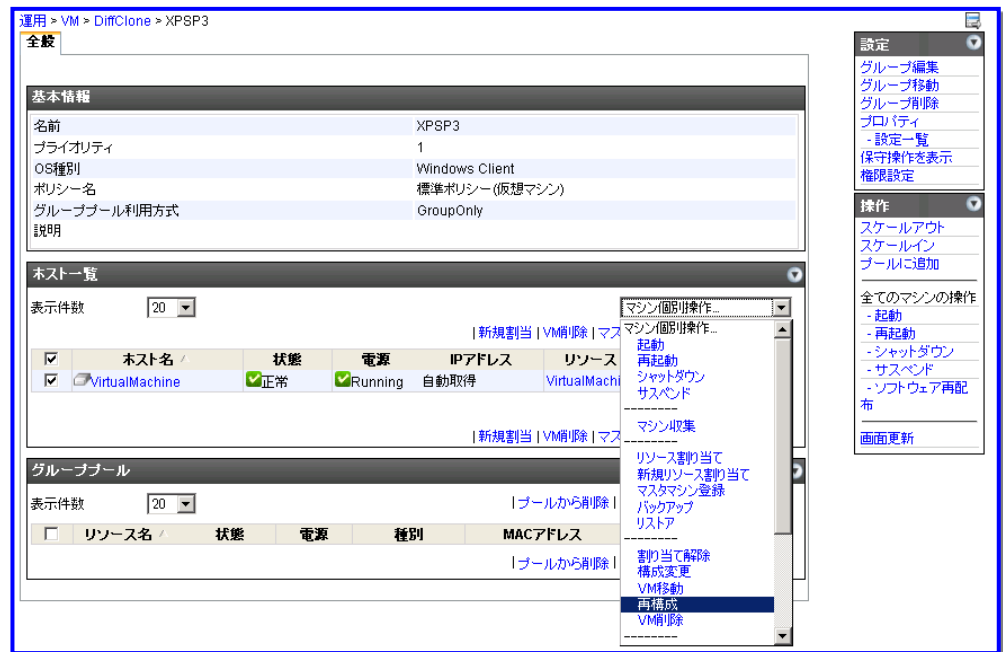 運用 > VM > DiffClone > XPSP3
全般
基本情報
名前 XPSP3
プライオリティ 1
OS種別 Windows Client
ポリシー名 標準ポリシー(仮想マシン)
グループプール利用方式 GroupOnly
説明
ホスト一覧
表示件数 20 マシン個別操作...
|新規割当|VM削除|マス
ホスト名 状態 電源 IPアドレス リソース
VirtualMachine 正常 Running 自動取得 VirtualMachi
|新規割当|VM削除|マス
グループプール
表示件数 20 |プールから削除|
リソース名 状態 電源 種別 MACアドレス
|プールから削除|
マシン個別操作...
起動
再起動
シャットダウン
サスペンド
--------
マシン収集
--------
リソース割り当て
新規リソース割り当て
マスタマシン登録
バックアップ
リストア
--------
割り当て解除
構成変更
VM移動
再構成
VM削除
--------
設定
グループ編集
グループ移動
グループ削除
プロパティ
- 設定一覧
保守操作を表示
権限設定
操作
スケールアウト
スケールイン
プールに追加
全てのマシンの操作
- 起動
- 再起動
- シャットダウン
- サスペンド
- ソフトウェア再配
布
画面更新